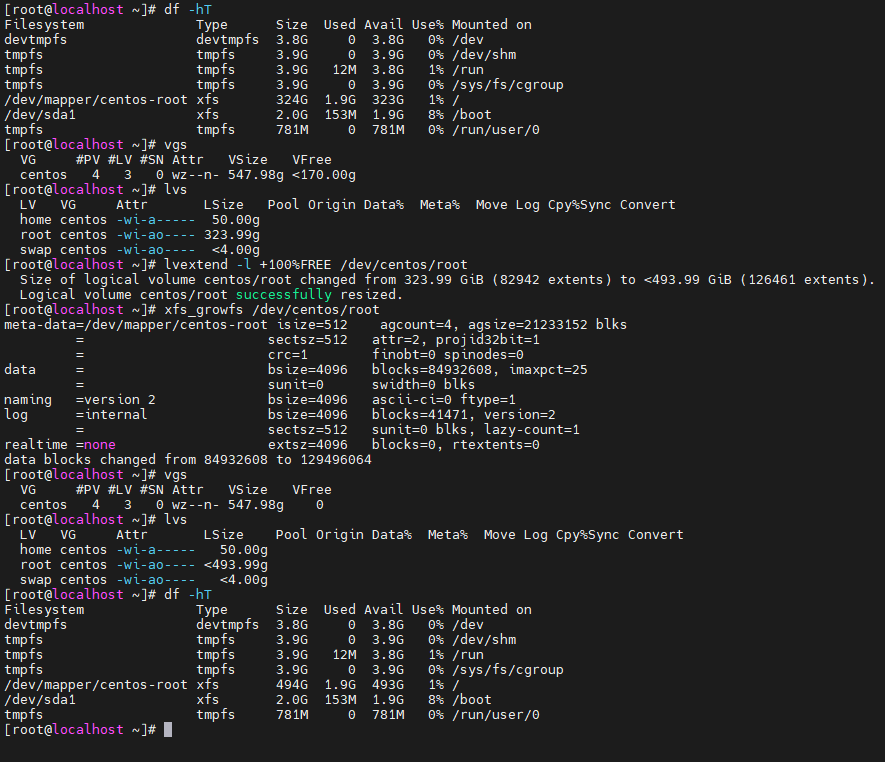 [root@localhost ~]# df -hT
Filesystem              Type      Size  Used Avail Use% Mounted on
devtmpfs                devtmpfs  3.8G     0  3.8G   0% /dev
tmpfs                   tmpfs     3.9G     0  3.9G   0% /dev/shm
tmpfs                   tmpfs     3.9G   12M  3.8G   1% /run
tmpfs                   tmpfs     3.9G     0  3.9G   0% /sys/fs/cgroup
/dev/mapper/centos-root xfs       324G  1.9G  323G   1% /
/dev/sda1               xfs       2.0G  153M  1.9G   8% /boot
tmpfs                   tmpfs     781M     0  781M   0% /run/user/0
[root@localhost ~]# vgs
  VG     #PV #LV #SN Attr   VSize   VFree
  centos   4   3   0 wz--n- 547.98g <170.00g
[root@localhost ~]# lvs
  LV   VG     Attr       LSize   Pool Origin Data%  Meta%  Move Log Cpy%Sync Convert
  home centos -wi-a-----  50.00g
  root centos -wi-ao---- 323.99g
  swap centos -wi-ao----  <4.00g
[root@localhost ~]# lvextend -l +100%FREE /dev/centos/root
  Size of logical volume centos/root changed from 323.99 GiB (82942 extents) to <493.99 GiB (126461 extents).
  Logical volume centos/root successfully resized.
[root@localhost ~]# xfs_growfs /dev/centos/root
meta-data=/dev/mapper/centos-root isize=512    agcount=4, agsize=21233152 blks
         =                       sectsz=512   attr=2, projid32bit=1
         =                       crc=1        finobt=0 spinodes=0
data     =                       bsize=4096   blocks=84932608, imaxpct=25
         =                       sunit=0      swidth=0 blks
naming   =version 2              bsize=4096   ascii-ci=0 ftype=1
log      =internal               bsize=4096   blocks=41471, version=2
         =                       sectsz=512   sunit=0 blks, lazy-count=1
realtime =none                   extsz=4096   blocks=0, rtextents=0
data blocks changed from 84932608 to 129496064
[root@localhost ~]# vgs
  VG     #PV #LV #SN Attr   VSize   VFree
  centos   4   3   0 wz--n- 547.98g    0
[root@localhost ~]# lvs
  LV   VG     Attr       LSize    Pool Origin Data%  Meta%  Move Log Cpy%Sync Convert
  home centos -wi-a-----   50.00g
  root centos -wi-ao---- <493.99g
  swap centos -wi-ao----   <4.00g
[root@localhost ~]# df -hT
Filesystem              Type      Size  Used Avail Use% Mounted on
devtmpfs                devtmpfs  3.8G     0  3.8G   0% /dev
tmpfs                   tmpfs     3.9G     0  3.9G   0% /dev/shm
tmpfs                   tmpfs     3.9G   12M  3.8G   1% /run
tmpfs                   tmpfs     3.9G     0  3.9G   0% /sys/fs/cgroup
/dev/mapper/centos-root xfs       494G  1.9G  493G   1% /
/dev/sda1               xfs       2.0G  153M  1.9G   8% /boot
tmpfs                   tmpfs     781M     0  781M   0% /run/user/0
[root@localhost ~]#